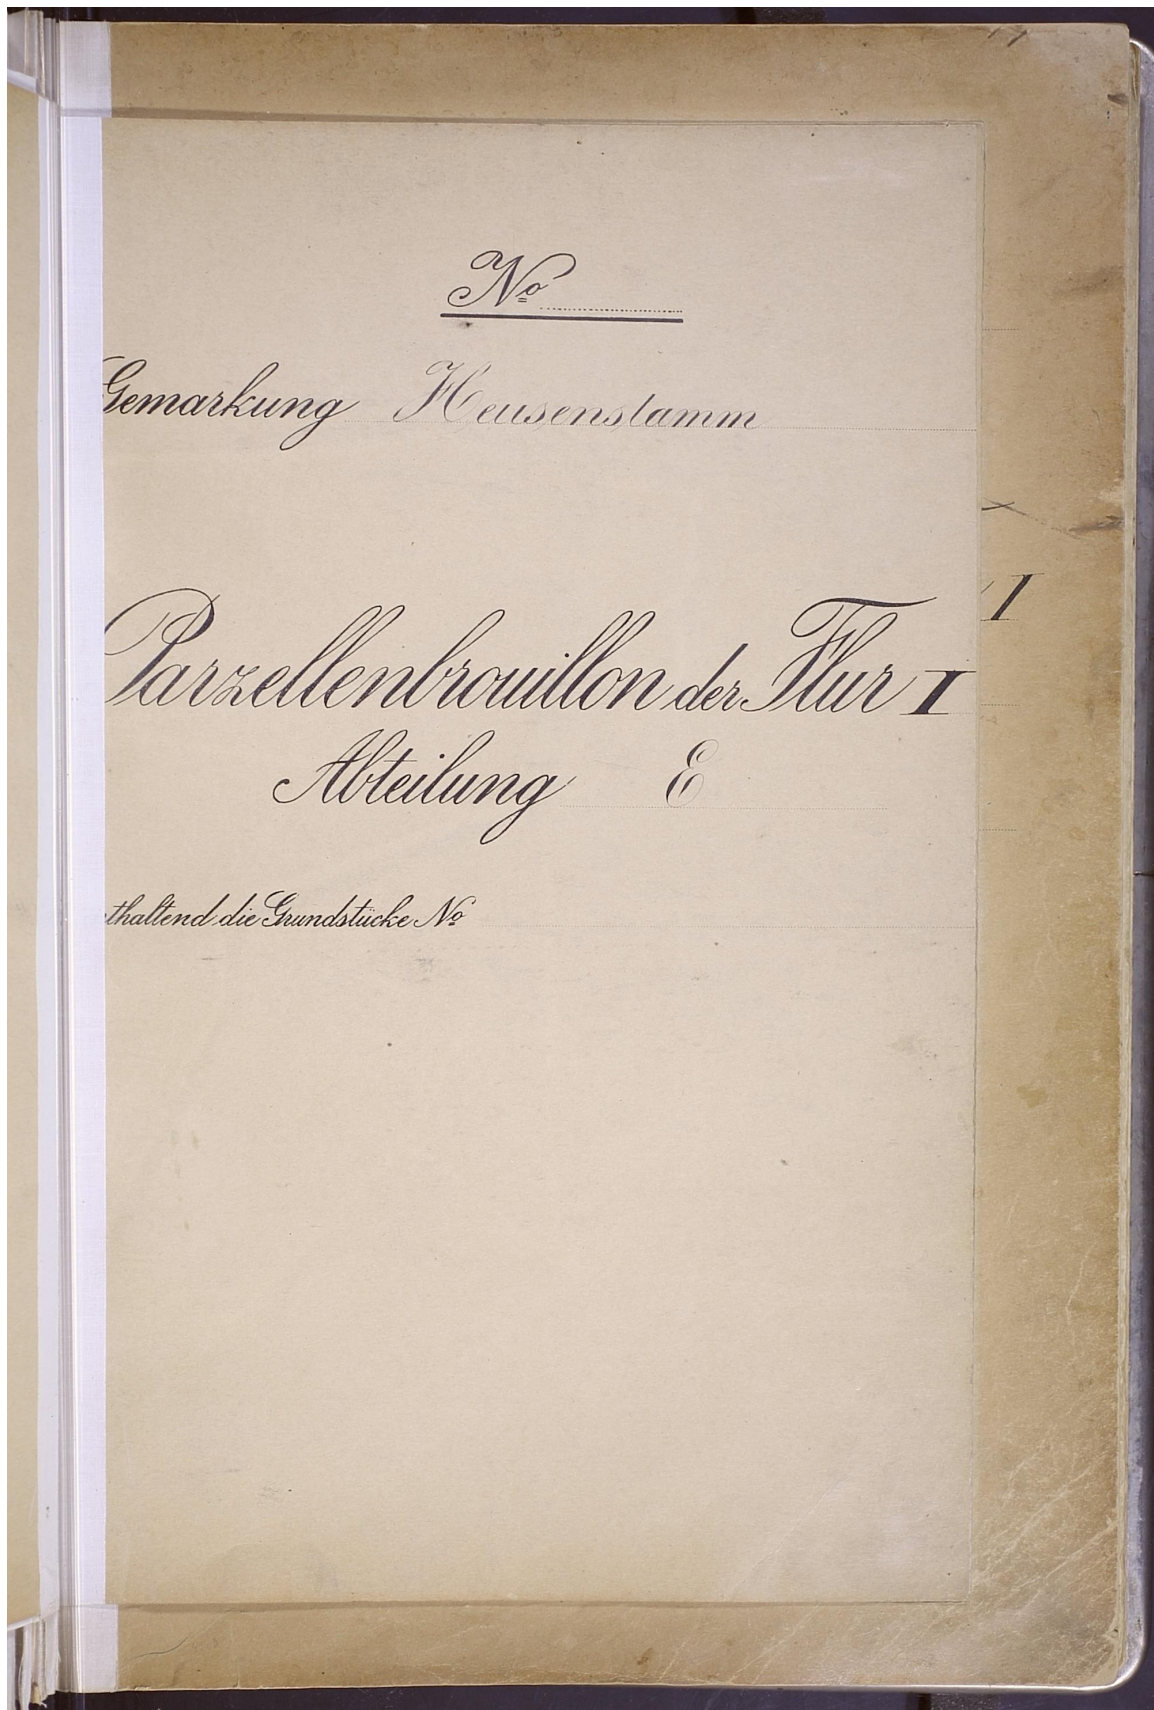 No
Gemarkung Heusenstamm
I
Parzellenbrouillon der Flur I
Abteilung E
thaltend die Grundstücke No